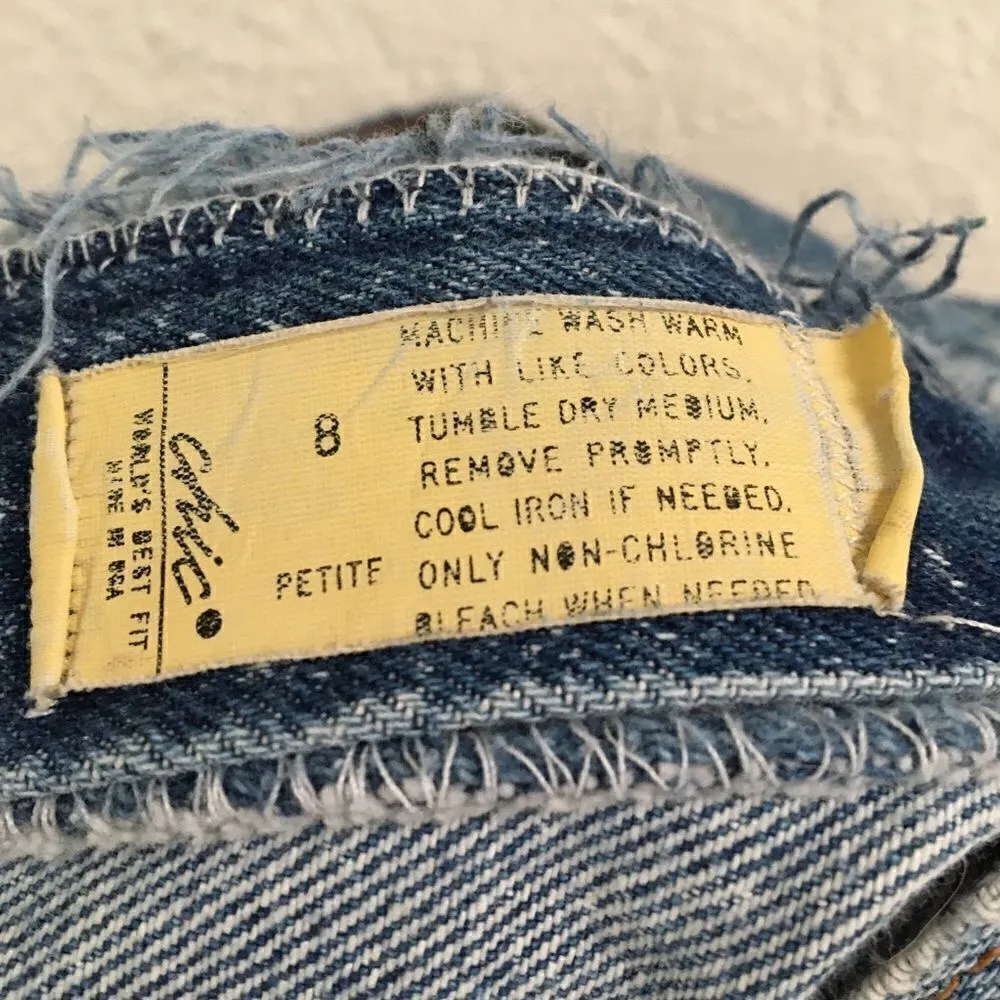 chic
WORLD'S BEST FIT
MADE IN USA
8
PETITE
MACHINE WASH WARM
WITH LIKE COLORS.
TUMBLE DRY MEDIUM.
REMOVE PROMPTLY.
COOL IRON IF NEEDED.
ONLY NON-CHLORINE
BLEACH WHEN NEEDED